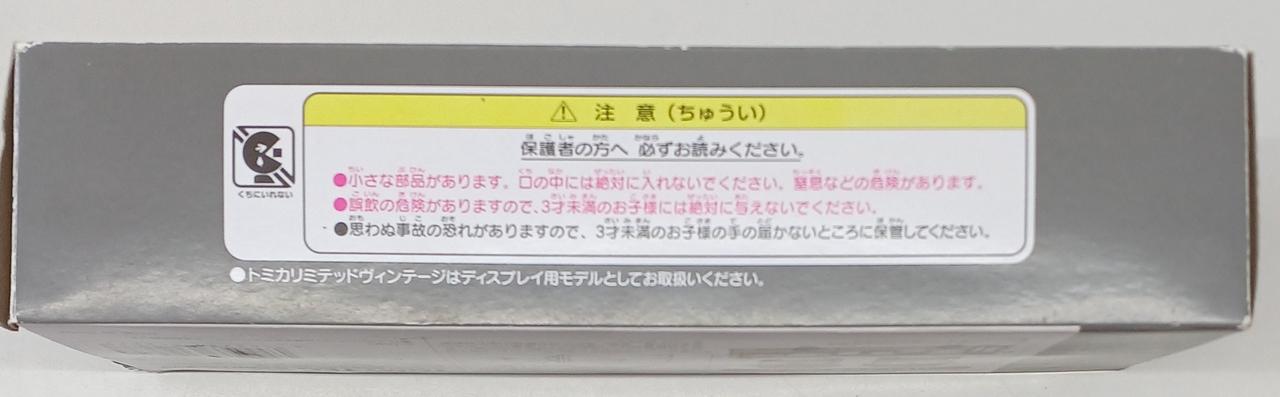 ⚠ 注 意（ちゅうい）
保護者の方へ 必ずお読みください。
●小さな部品があります。口の中には絶対に入れないでください。窒息などの危険があります。
●誤飲の危険がありますので、3才未満のお子様には絶対に与えないでください。
●思わぬ事故の恐れがありますので、3才未満のお子様の手の届かないところに保管してください。
くちにいれない
●トミカリミテッドヴィンテージはディスプレイ用モデルとしてお取扱いください。